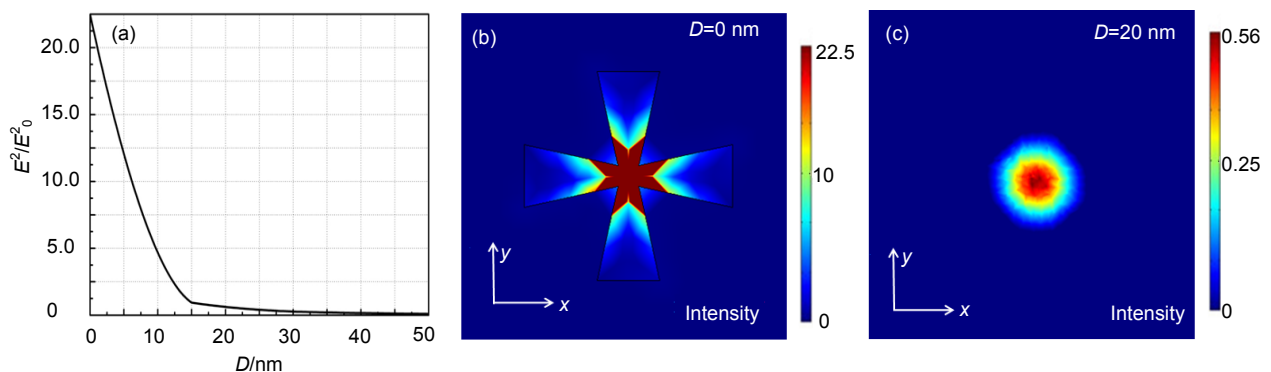 (a)
20.0
15.0
10.0
5.0
0
E²/E²₀
0 10 20 30 40 50
D/nm
(b)
D=0 nm
y
x
Intensity
22.5
10
0
(c)
D=20 nm
y
x
Intensity
0.56
0.25
0